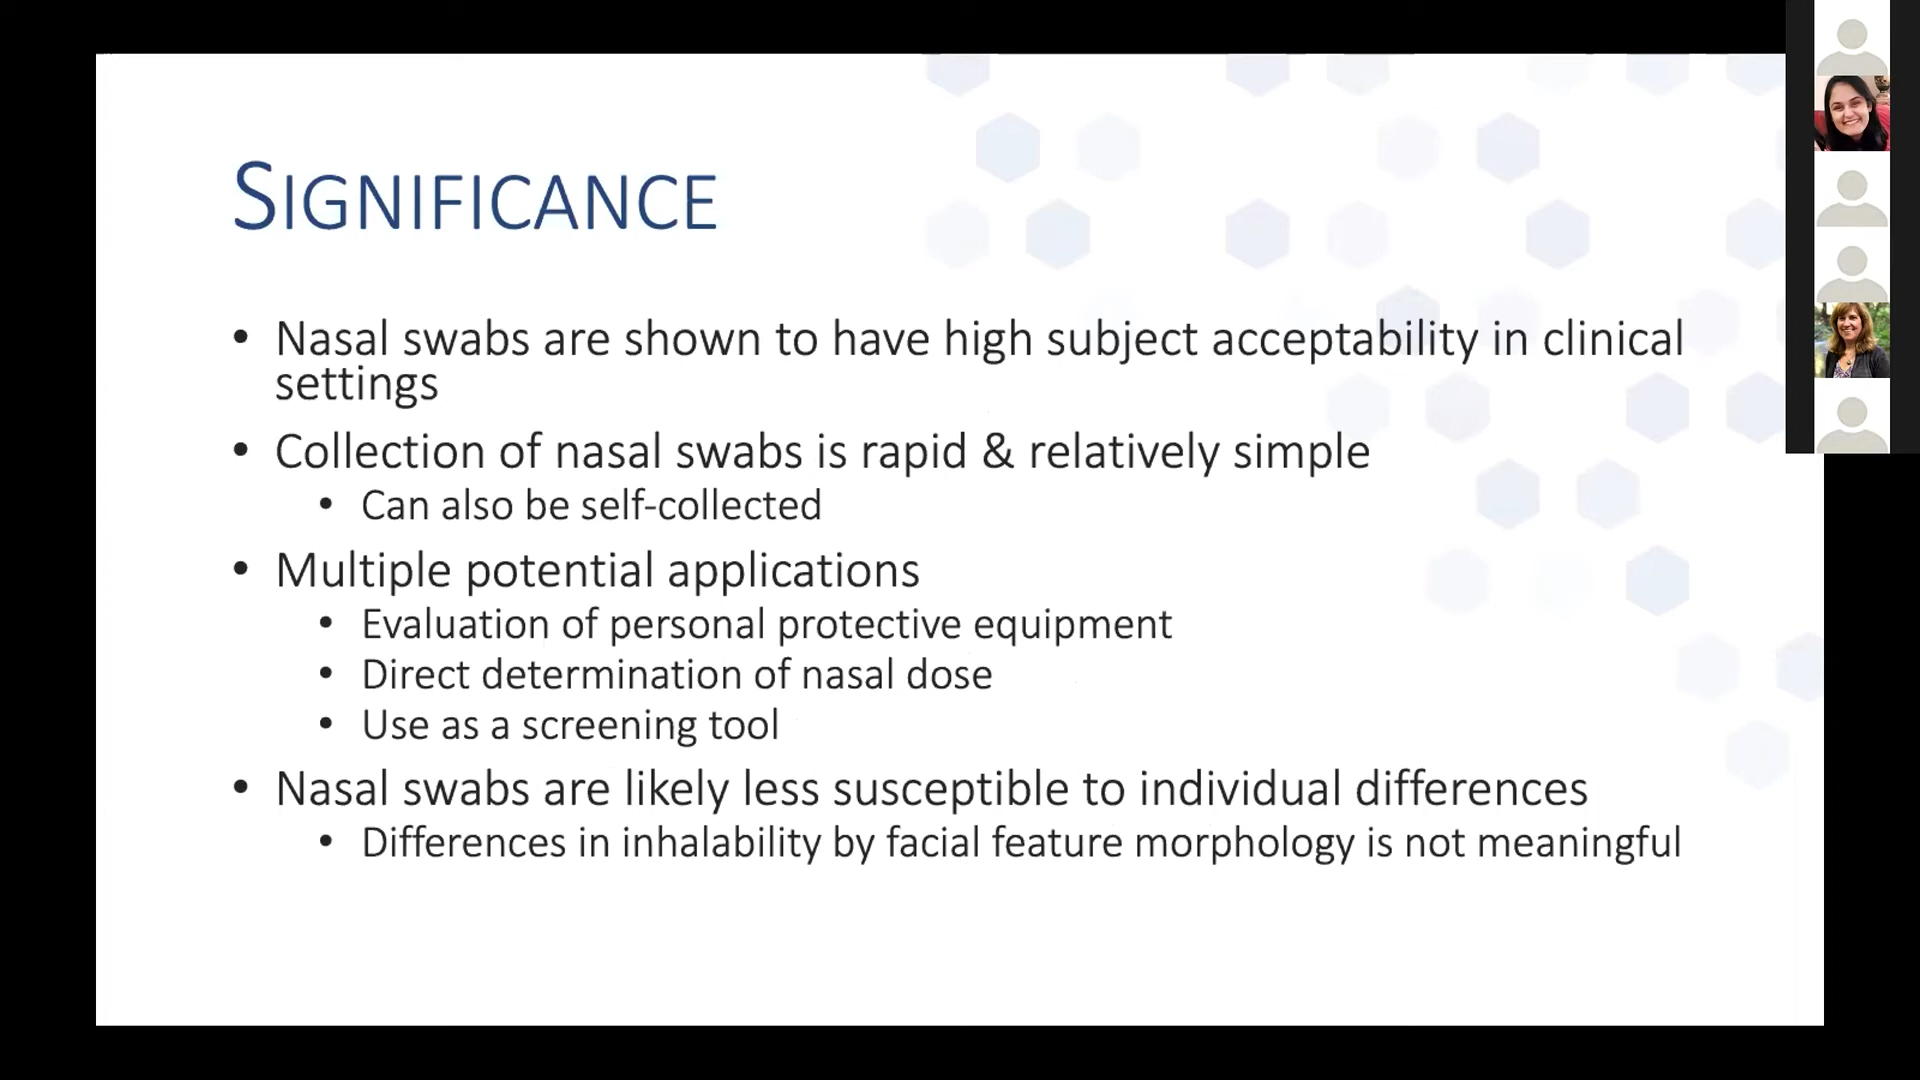 SIGNIFICANCE
• Nasal swabs are shown to have high subject acceptability in clinical
settings
• Collection of nasal swabs is rapid & relatively simple
• Can also be self-collected
• Multiple potential applications
• Evaluation of personal protective equipment
• Direct determination of nasal dose
• Use as a screening tool
• Nasal swabs are likely less susceptible to individual differences
• Differences in inhalability by facial feature morphology is not meaningful